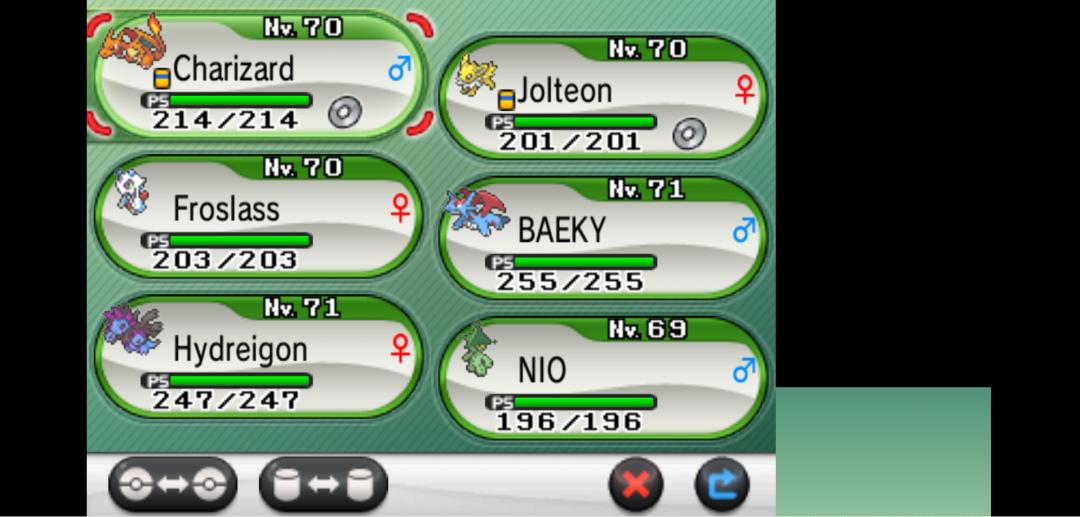 Nv. 70
Charizard ♂
PS
214/214
Nv. 70
Jolteon ♀
PS
201/201
Nv. 70
Froslass ♀
PS
203/203
Nv. 71
BAEKY ♂
PS
255/255
Nv. 71
Hydreigon ♀
PS
247/247
Nv. 69
NIO ♂
PS
196/196